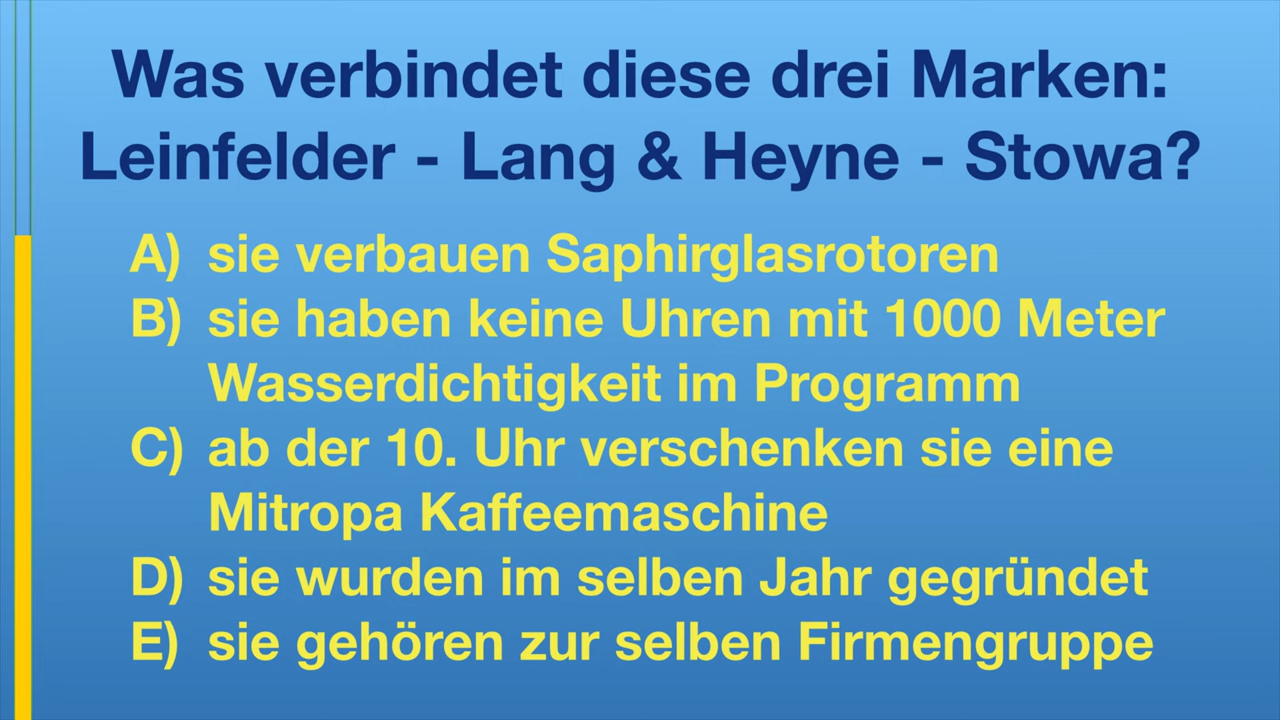 Was verbindet diese drei Marken:
Leinfelder - Lang & Heyne - Stowa?
A) sie verbauen Saphirglasrotoren
B) sie haben keine Uhren mit 1000 Meter
Wasserdichtigkeit im Programm
C) ab der 10. Uhr verschenken sie eine
Mitropa Kaffeemaschine
D) sie wurden im selben Jahr gegründet
E) sie gehören zur selben Firmengruppe